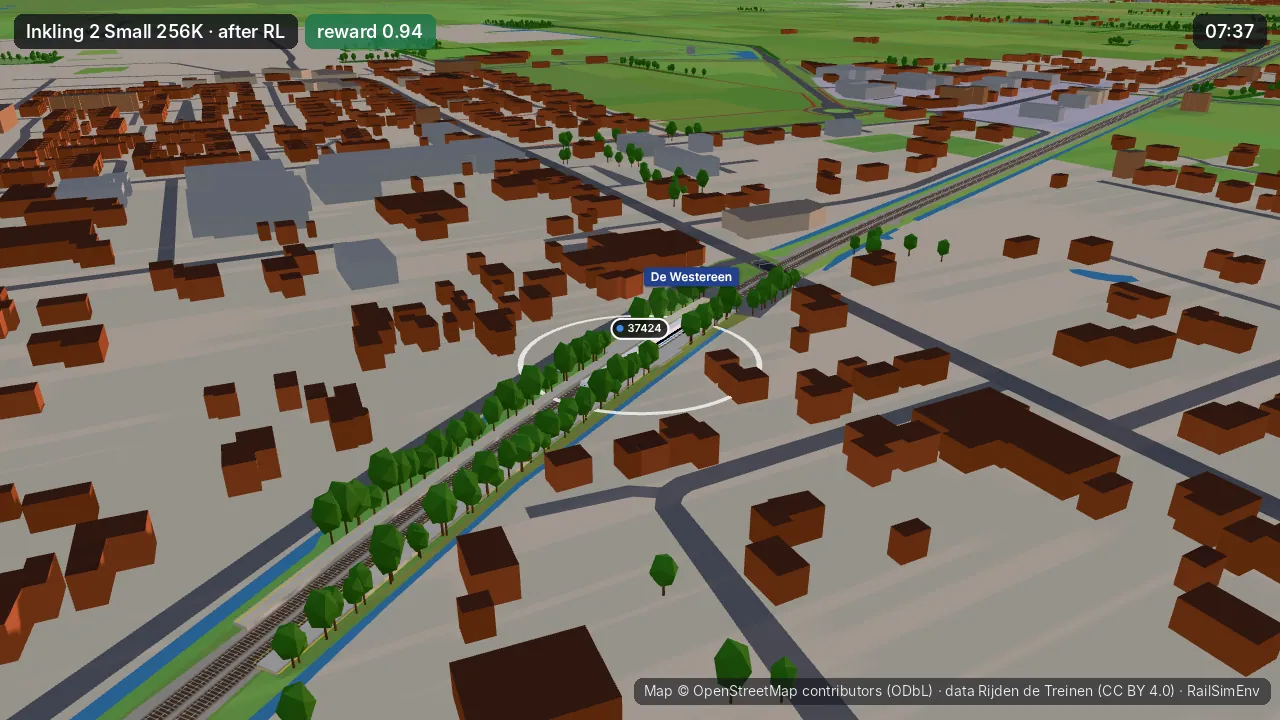 Inkling 2 Small 256K · after RL
reward 0.94
07:37
De Westereen
37424
Map © OpenStreetMap contributors (ODbL) · data Rijden de Treinen (CC BY 4.0) · RailSimEnv